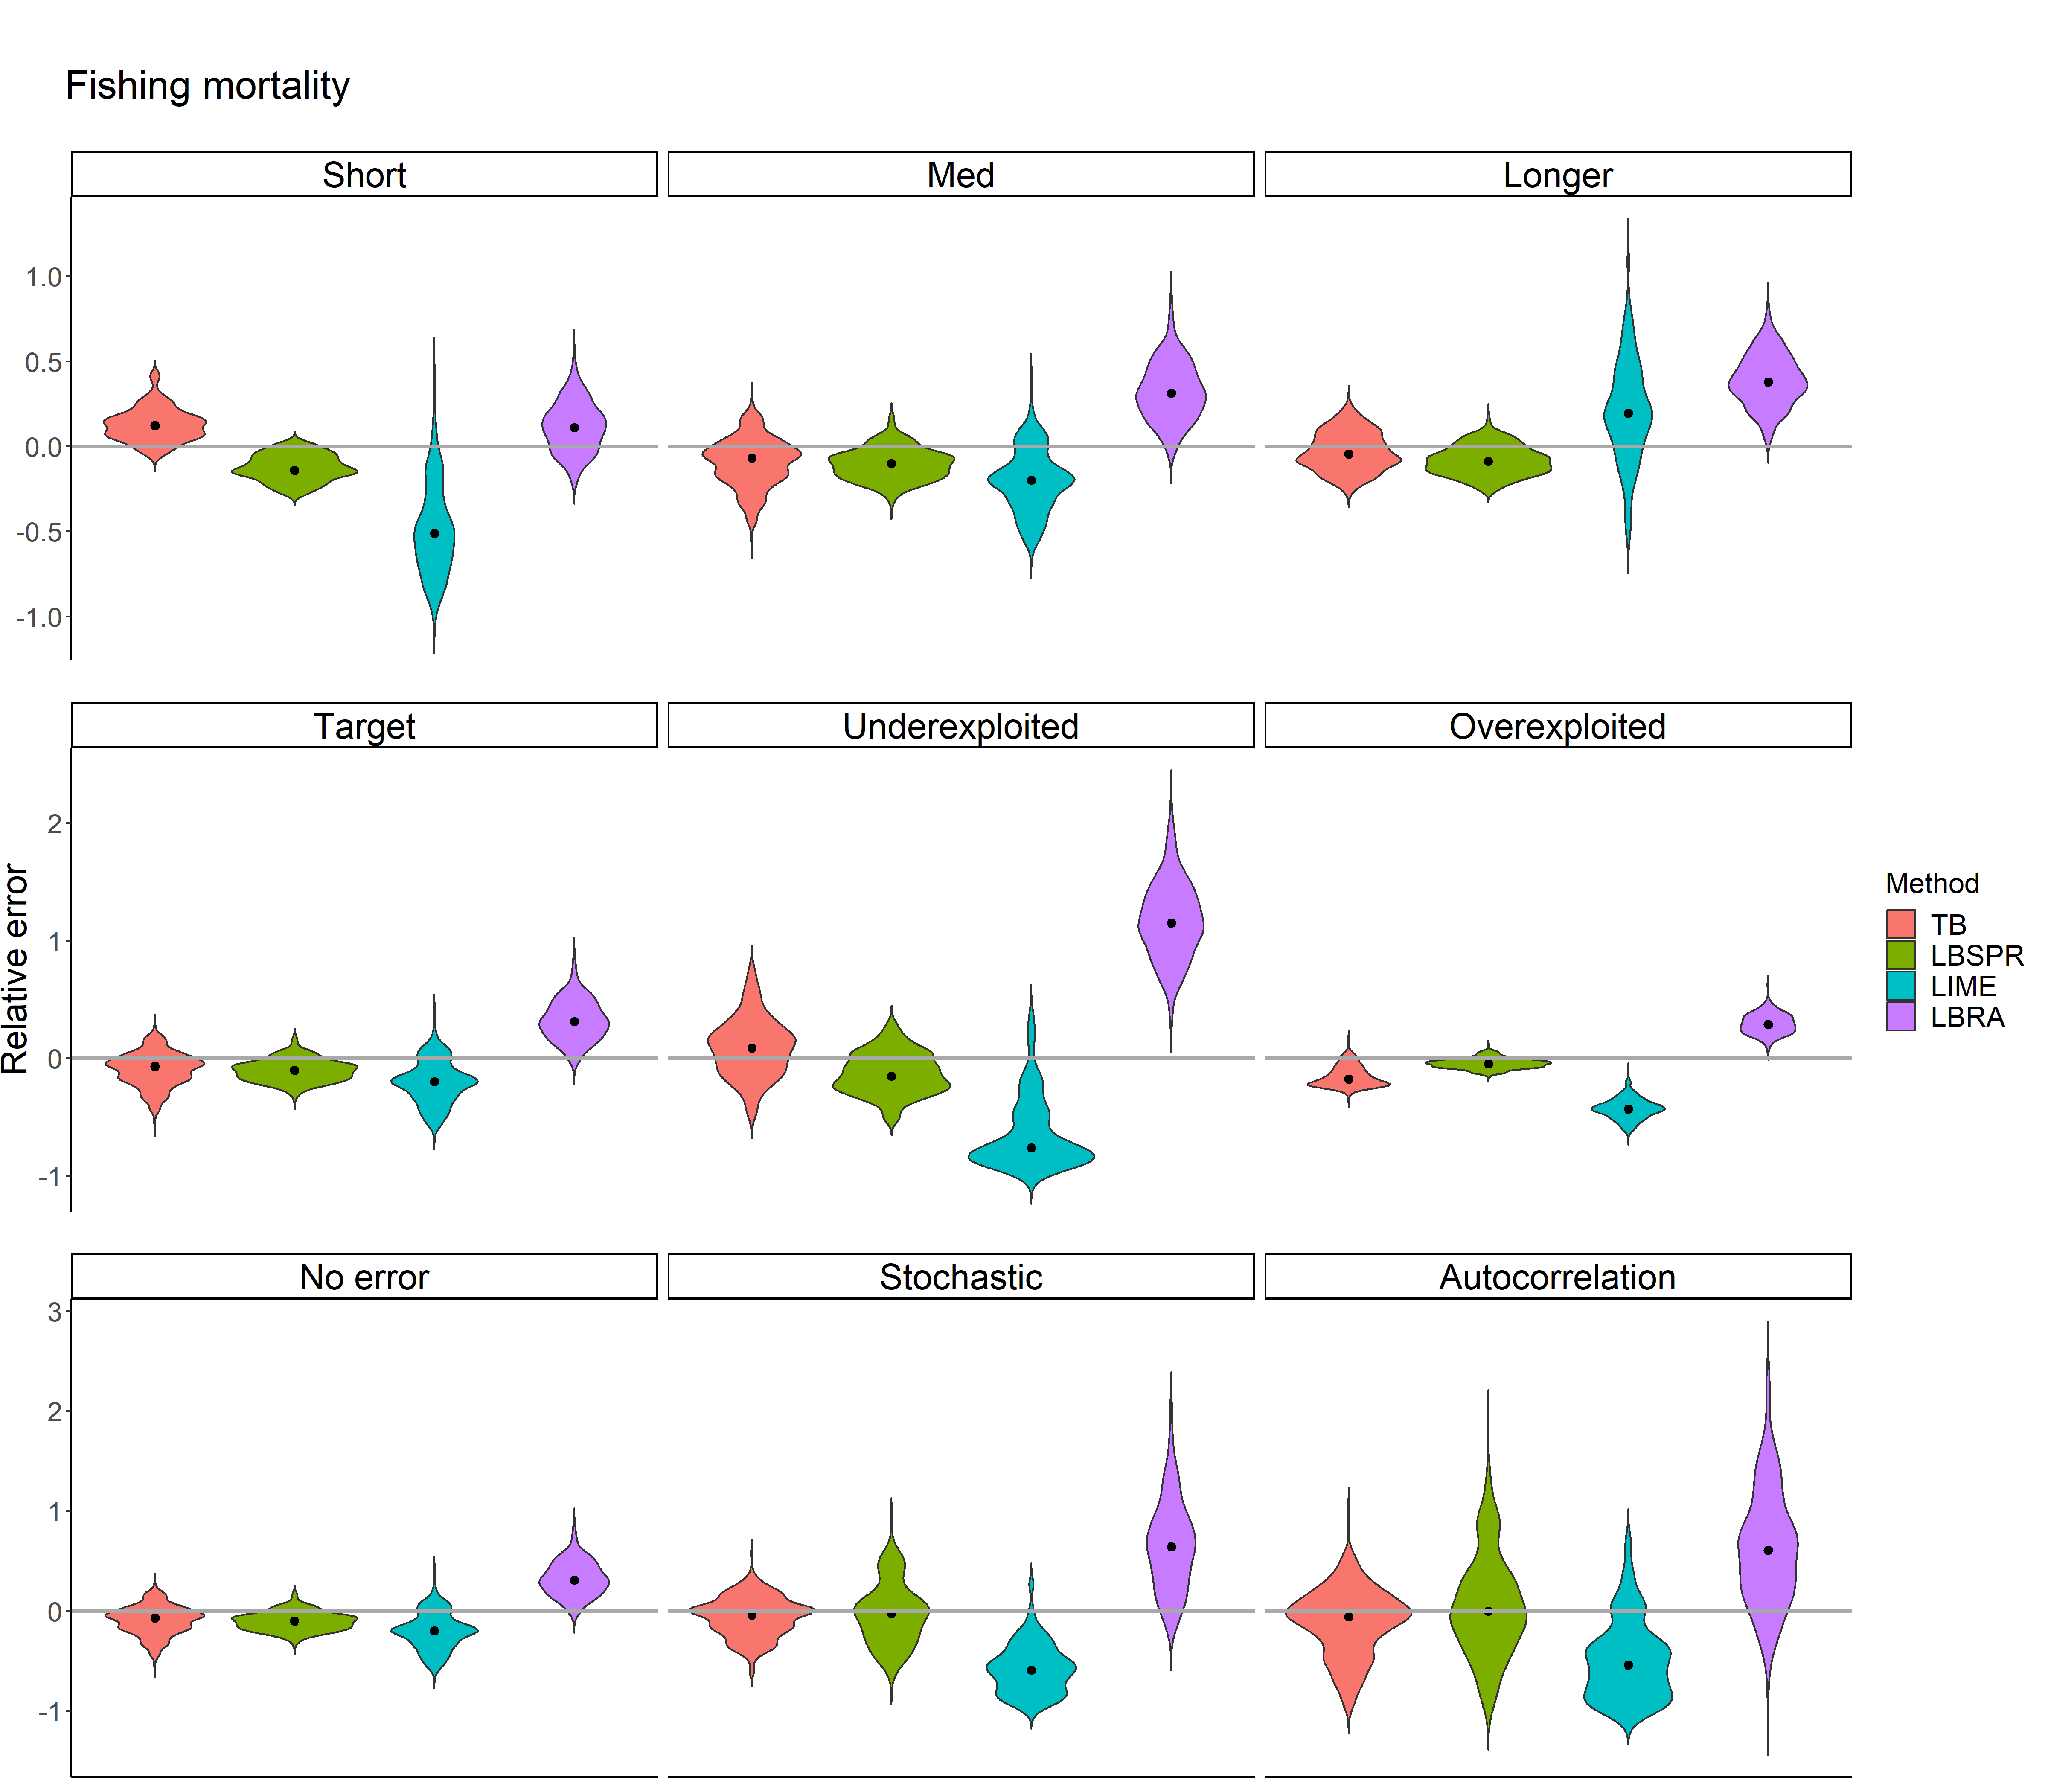 Fishing mortality
Short Med Longer
1.0
0.5
0.0
-0.5
-1.0
Target Underexploited Overexploited
2
1
0
-1
Relative error
Method
TB
LBSPR
LIME
LBRA
No error Stochastic Autocorrelation
3
2
1
0
-1